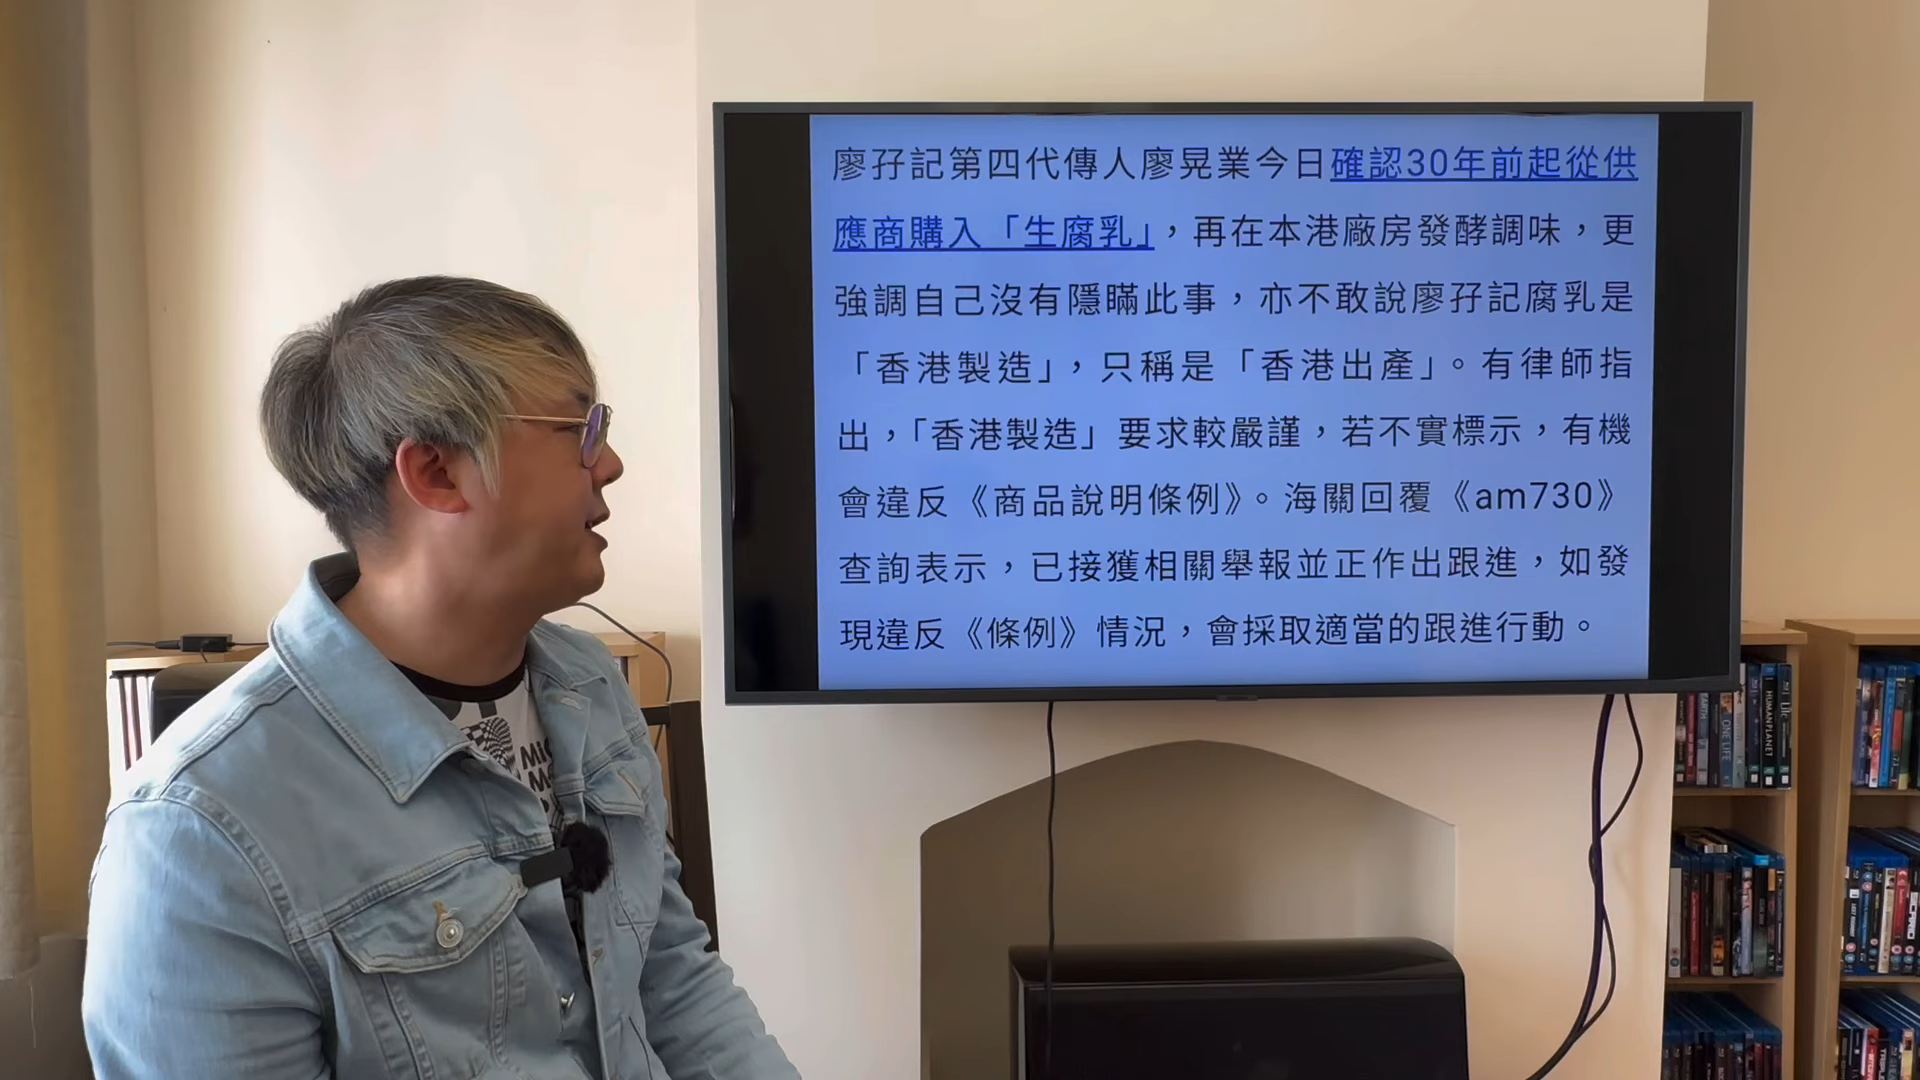 廖孖記第四代傳人廖晃業今日確認30年前起從供
應商購入「生腐乳」，再在本港廠房發酵調味，更
強調自己沒有隱瞞此事，亦不敢說廖孖記腐乳是
「香港製造」，只稱是「香港出產」。有律師指
出，「香港製造」要求較嚴謹，若不實標示，有機
會違反《商品說明條例》。海關回覆《am730》
查詢表示，已接獲相關舉報並正作出跟進，如發
現違反《條例》情況，會採取適當的跟進行動。
ONE LIFE
HUMAN PLANET
Life